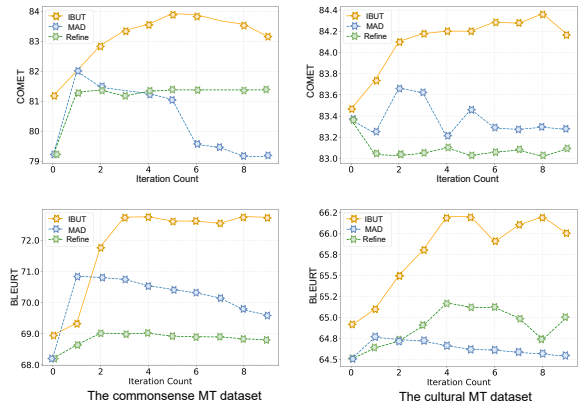 84
83
82
81
80
79
COMET
IBUT
MAD
Refine
0
2
4
6
8
Iteration Count
84.4
84.2
84.0
83.8
83.6
83.4
83.2
83.0
COMET
IBUT
MAD
Refine
0
2
4
6
8
Iteration Count
72.0
71.0
70.0
69.0
68.0
BLEURT
IBUT
MAD
Refine
0
2
4
6
8
Iteration Count
The commonsense MT dataset
66.2
66.0
65.8
65.5
65.2
65.0
64.8
64.5
BLEURT
IBUT
MAD
Refine
0
2
4
6
8
Iteration Count
The cultural MT dataset